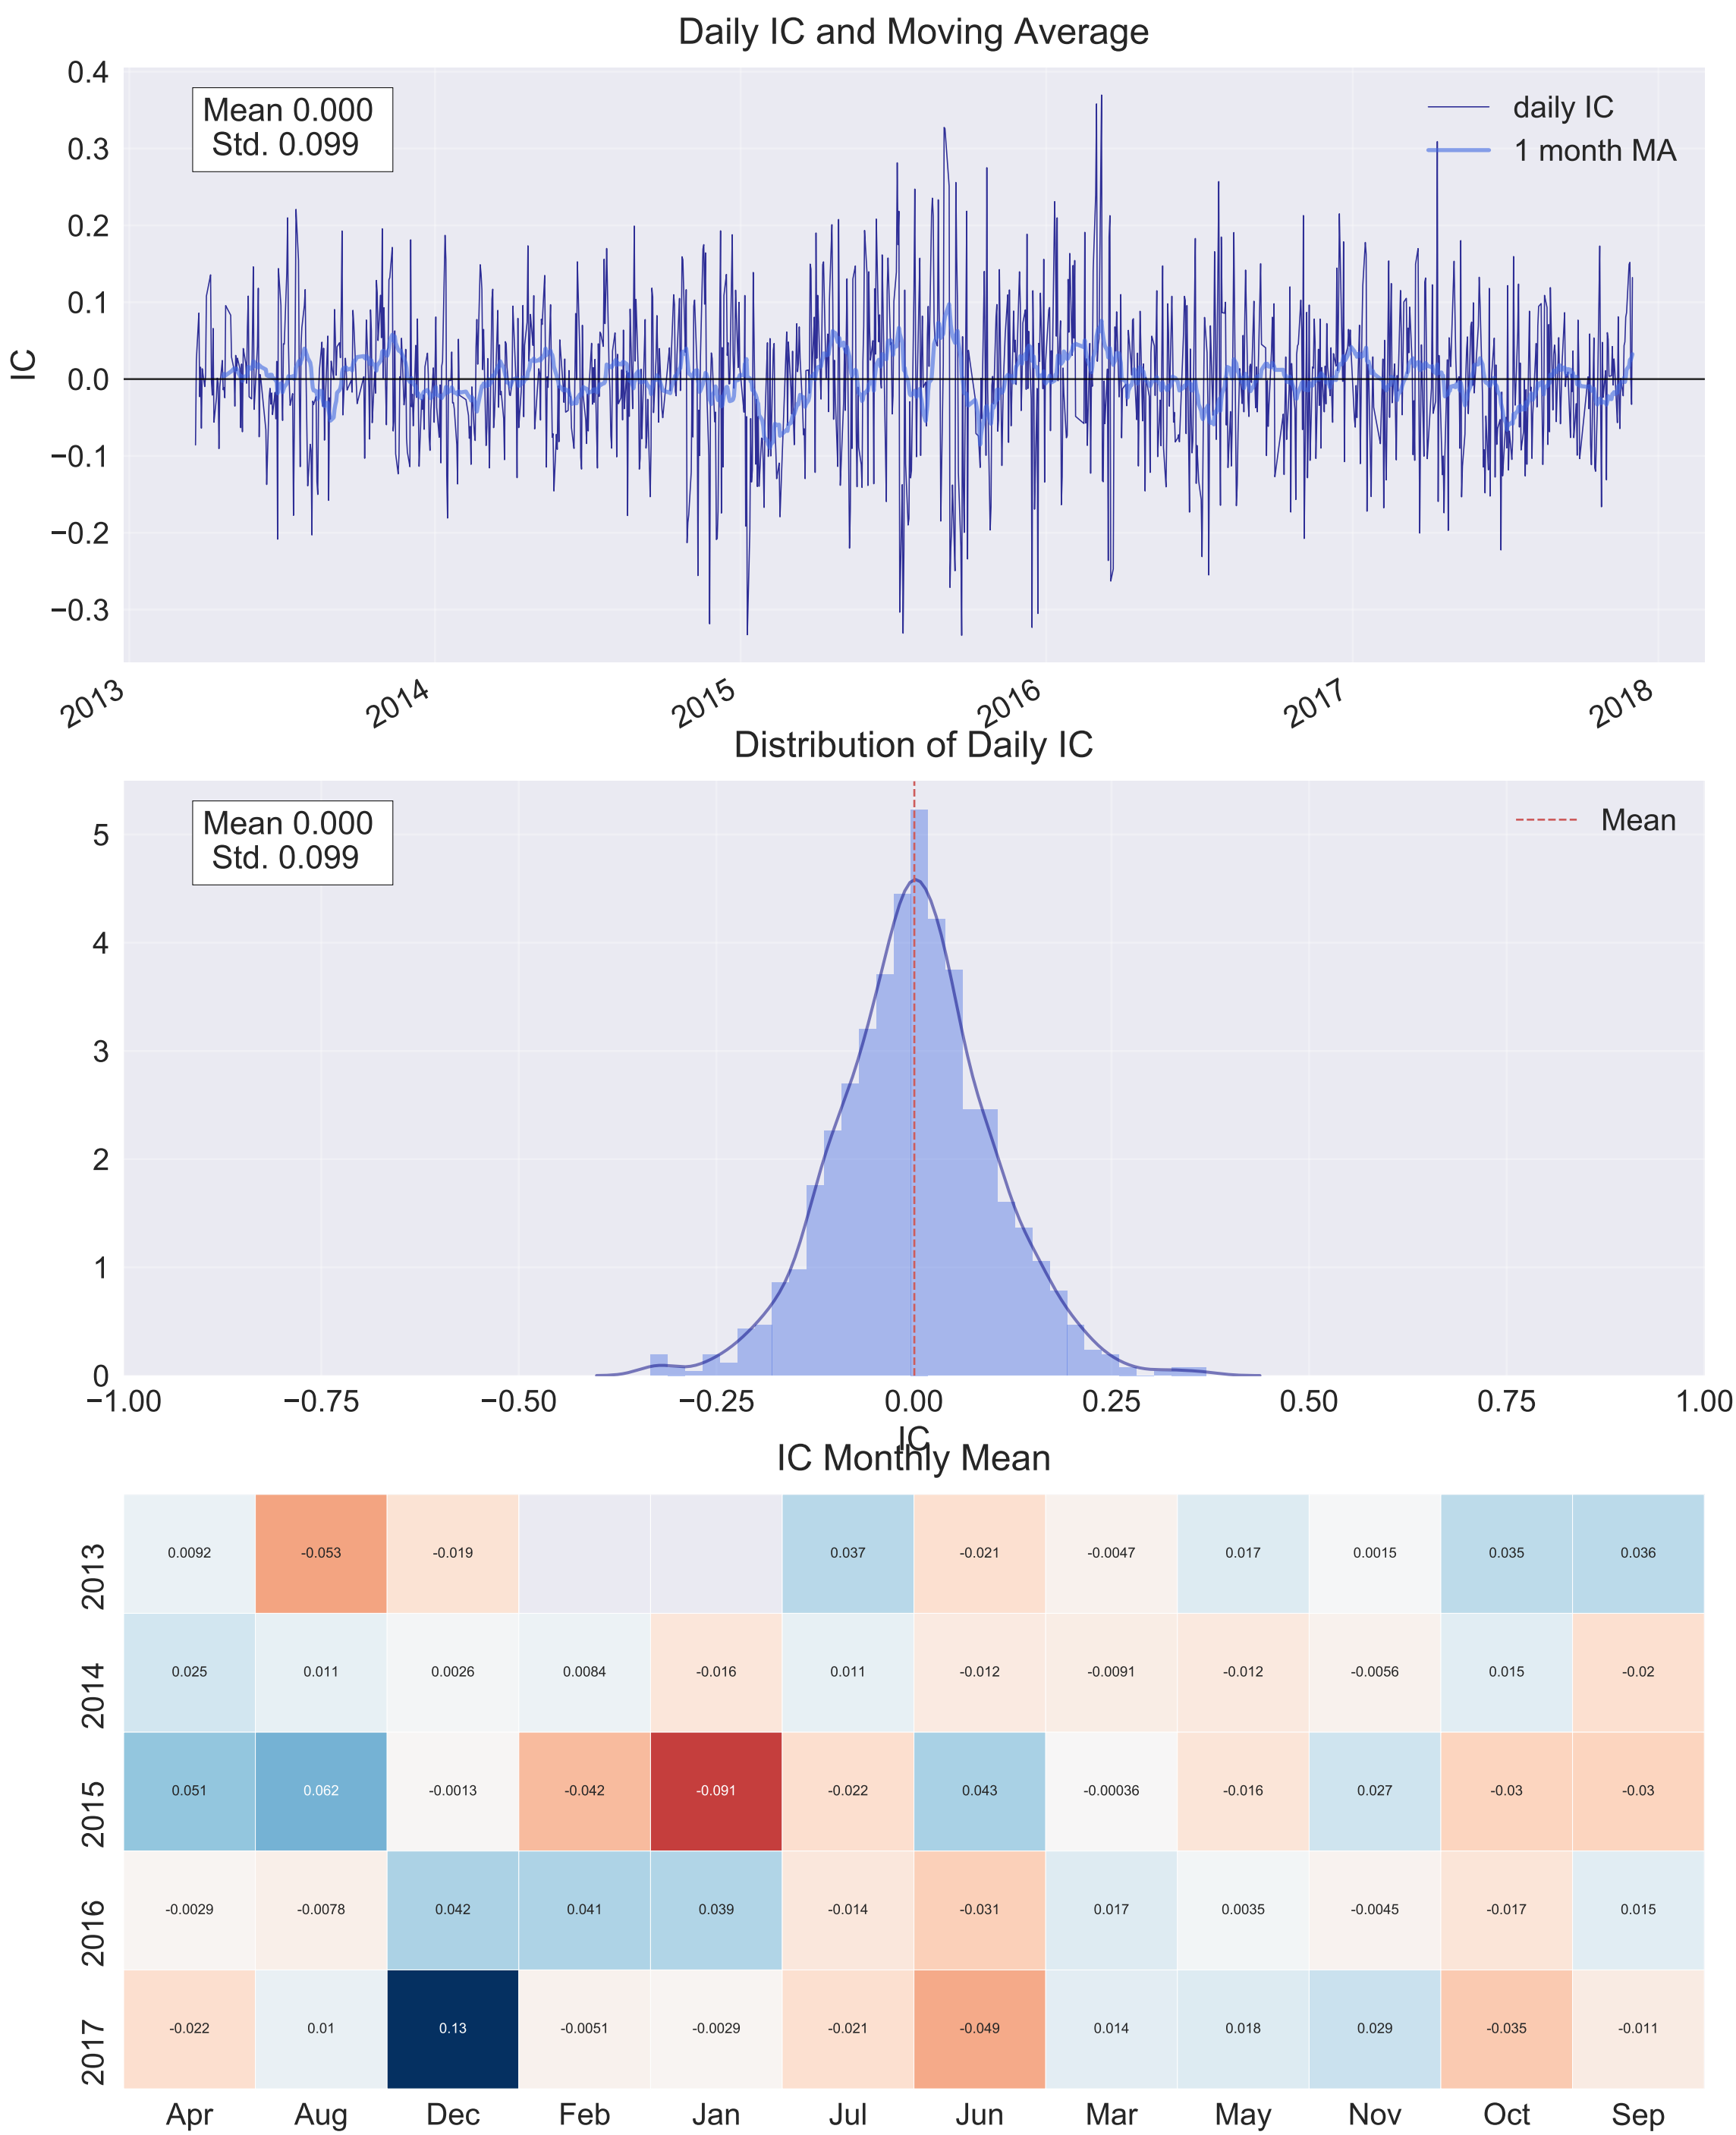 Daily IC and Moving Average
0.4
0.3
0.2
0.1
0.0
−0.1
−0.2
−0.3
IC
Mean 0.000
Std. 0.099
daily IC
1 month MA
2013 2014 2015 2016 2017 2018
Distribution of Daily IC
Mean 0.000
Std. 0.099
Mean
5
4
3
2
1
0
−1.00 −0.75 −0.50 −0.25 0.00 0.25 0.50 0.75 1.00
IC
IC Monthly Mean
2013 0.0092 -0.053 -0.019 0.037 -0.021 -0.0047 0.017 0.0015 0.035 0.036
2014 0.025 0.011 0.0026 0.0084 -0.016 0.011 -0.012 -0.0091 -0.012 -0.0056 0.015 -0.02
2015 0.051 0.062 -0.0013 -0.042 -0.091 -0.022 0.043 -0.00036 -0.016 0.027 -0.03 -0.03
2016 -0.0029 -0.0078 0.042 0.041 0.039 -0.014 -0.031 0.017 0.0035 -0.0045 -0.017 0.015
2017 -0.022 0.01 0.13 -0.0051 -0.0029 -0.021 -0.049 0.014 0.018 0.029 -0.035 -0.011
Apr Aug Dec Feb Jan Jul Jun Mar May Nov Oct Sep